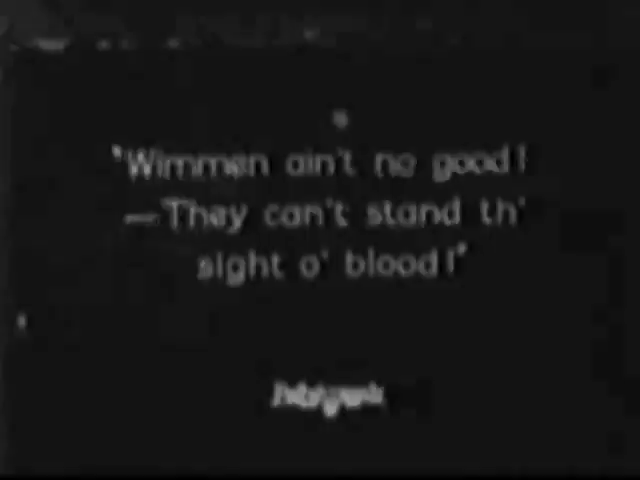 "Wimmen ain't no good!
—They can't stand th'
sight o' blood!"